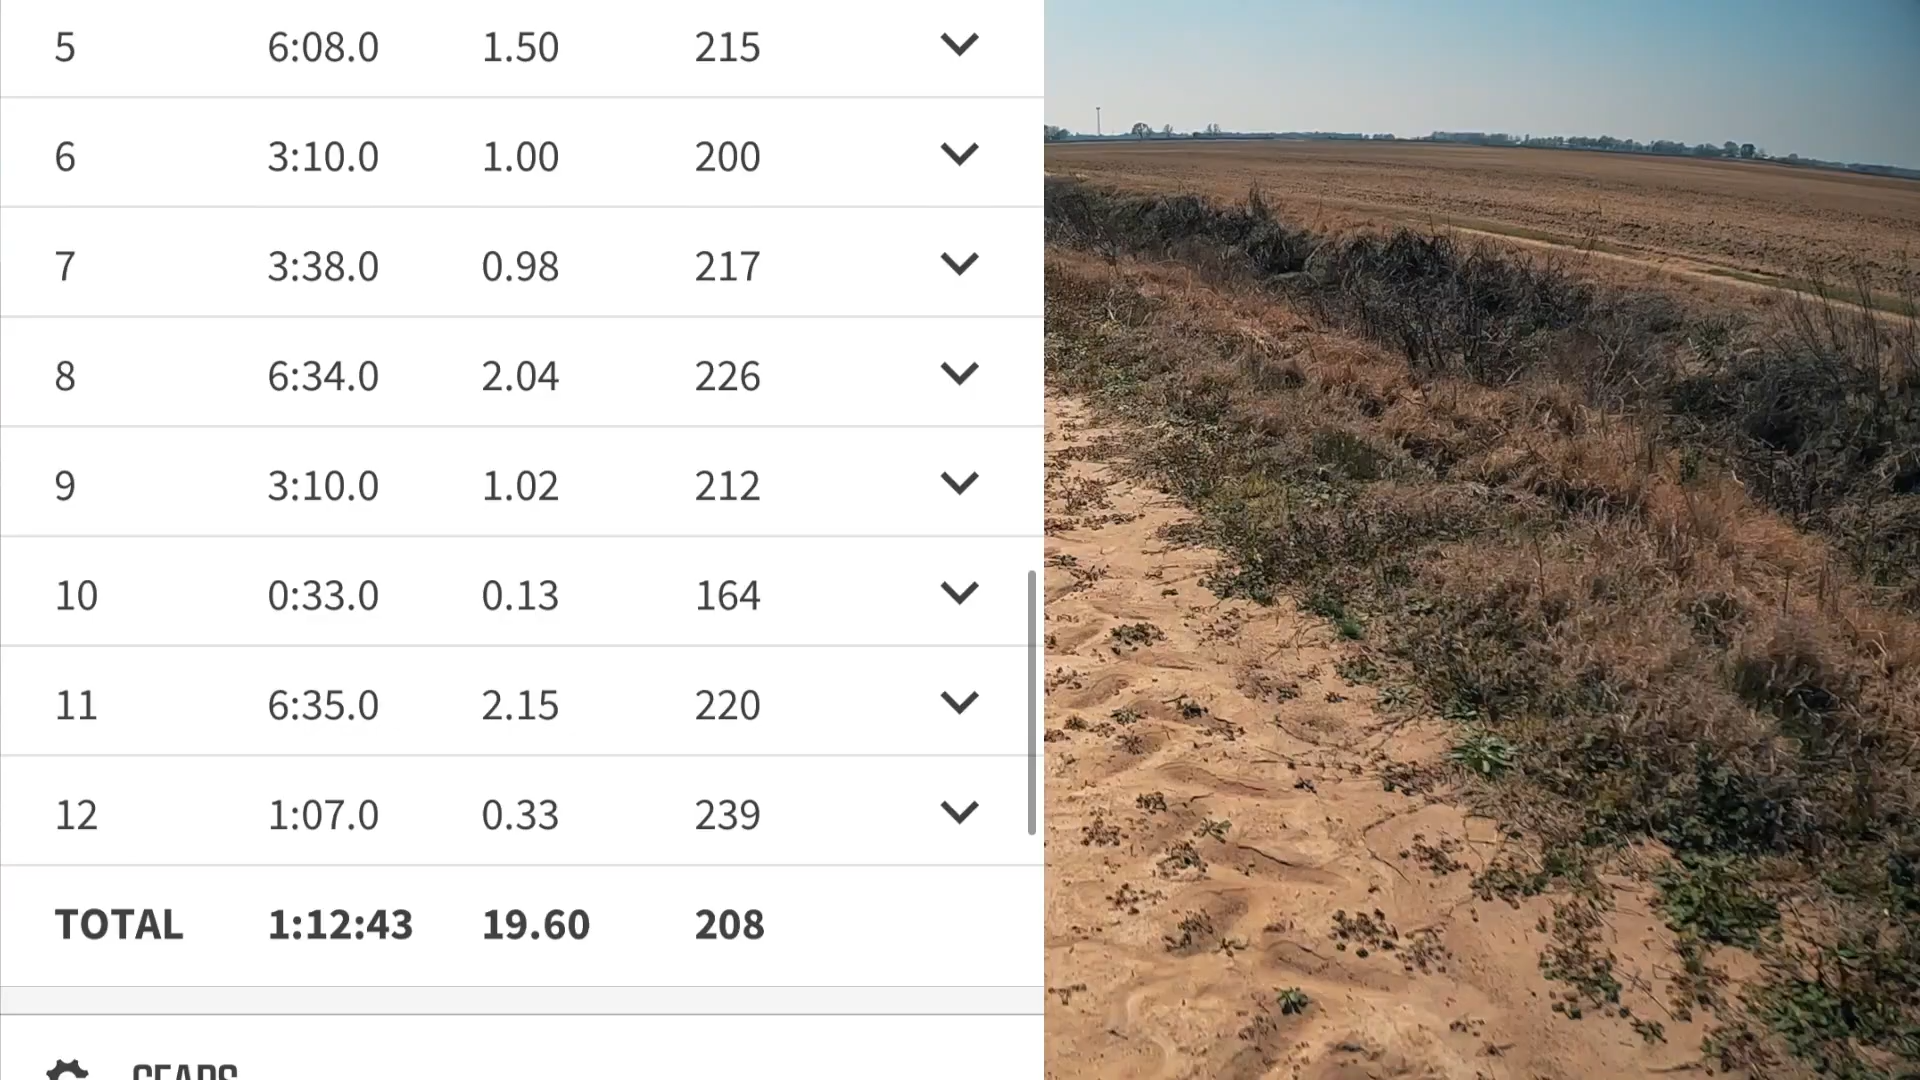 5 6:08.0 1.50 215
6 3:10.0 1.00 200
7 3:38.0 0.98 217
8 6:34.0 2.04 226
9 3:10.0 1.02 212
10 0:33.0 0.13 164
11 6:35.0 2.15 220
12 1:07.0 0.33 239
TOTAL 1:12:43 19.60 208
GEARS